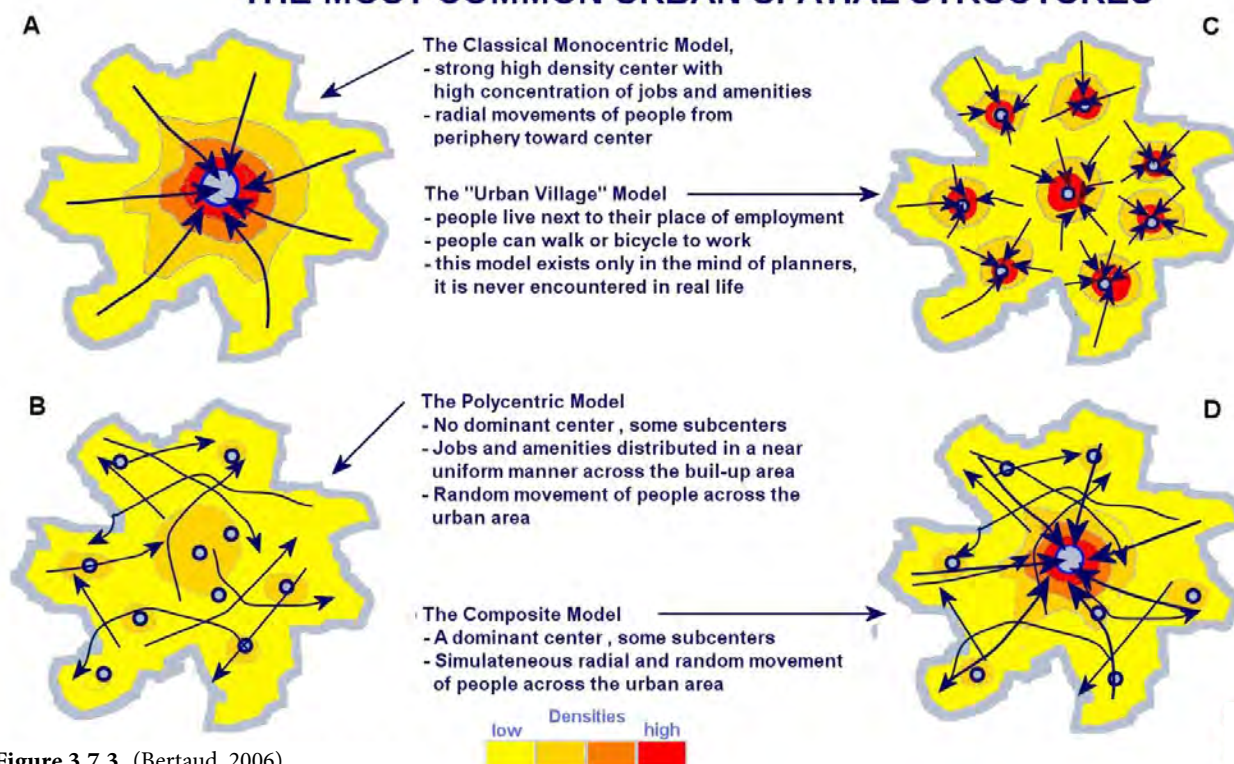 THE MOST COMMON URBAN SPATIAL STRUCTURES
A
C
The Classical Monocentric Model,
- strong high density center with
high concentration of jobs and amenities
- radial movements of people from
periphery toward center
The "Urban Village" Model
- people live next to their place of employment
- people can walk or bicycle to work
- this model exists only in the mind of planners,
it is never encountered in real life
B
D
The Polycentric Model
- No dominant center , some subcenters
- Jobs and amenities distributed in a near
uniform manner across the buil-up area
- Random movement of people across the
urban area
The Composite Model
- A dominant center , some subcenters
- Simulateneous radial and random movement
of people across the urban area
Densities
low high
Figure 3.7.3 (Bertaud, 2006)